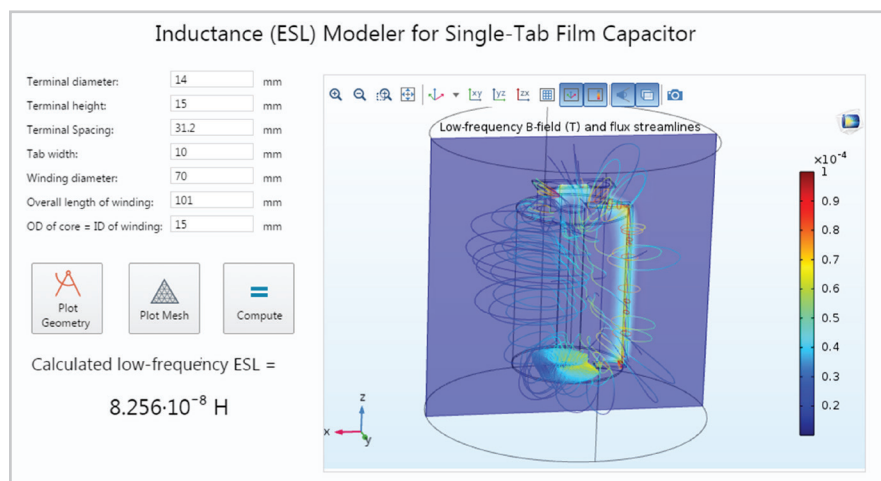 Inductance (ESL) Modeler for Single-Tab Film Capacitor
Terminal diameter: 14 mm
Terminal height: 15 mm
Terminal Spacing: 31.2 mm
Tab width: 10 mm
Winding diameter: 70 mm
Overall length of winding: 101 mm
OD of core = ID of winding: 15 mm
Plot Geometry
Plot Mesh
Compute
Calculated low-frequency ESL =
8.256·10⁻⁸ H
xy yz zx
Low-frequency B-field (T) and flux streamlines
×10⁻⁴
1
0.9
0.8
0.7
0.6
0.5
0.4
0.3
0.2
z
x
y